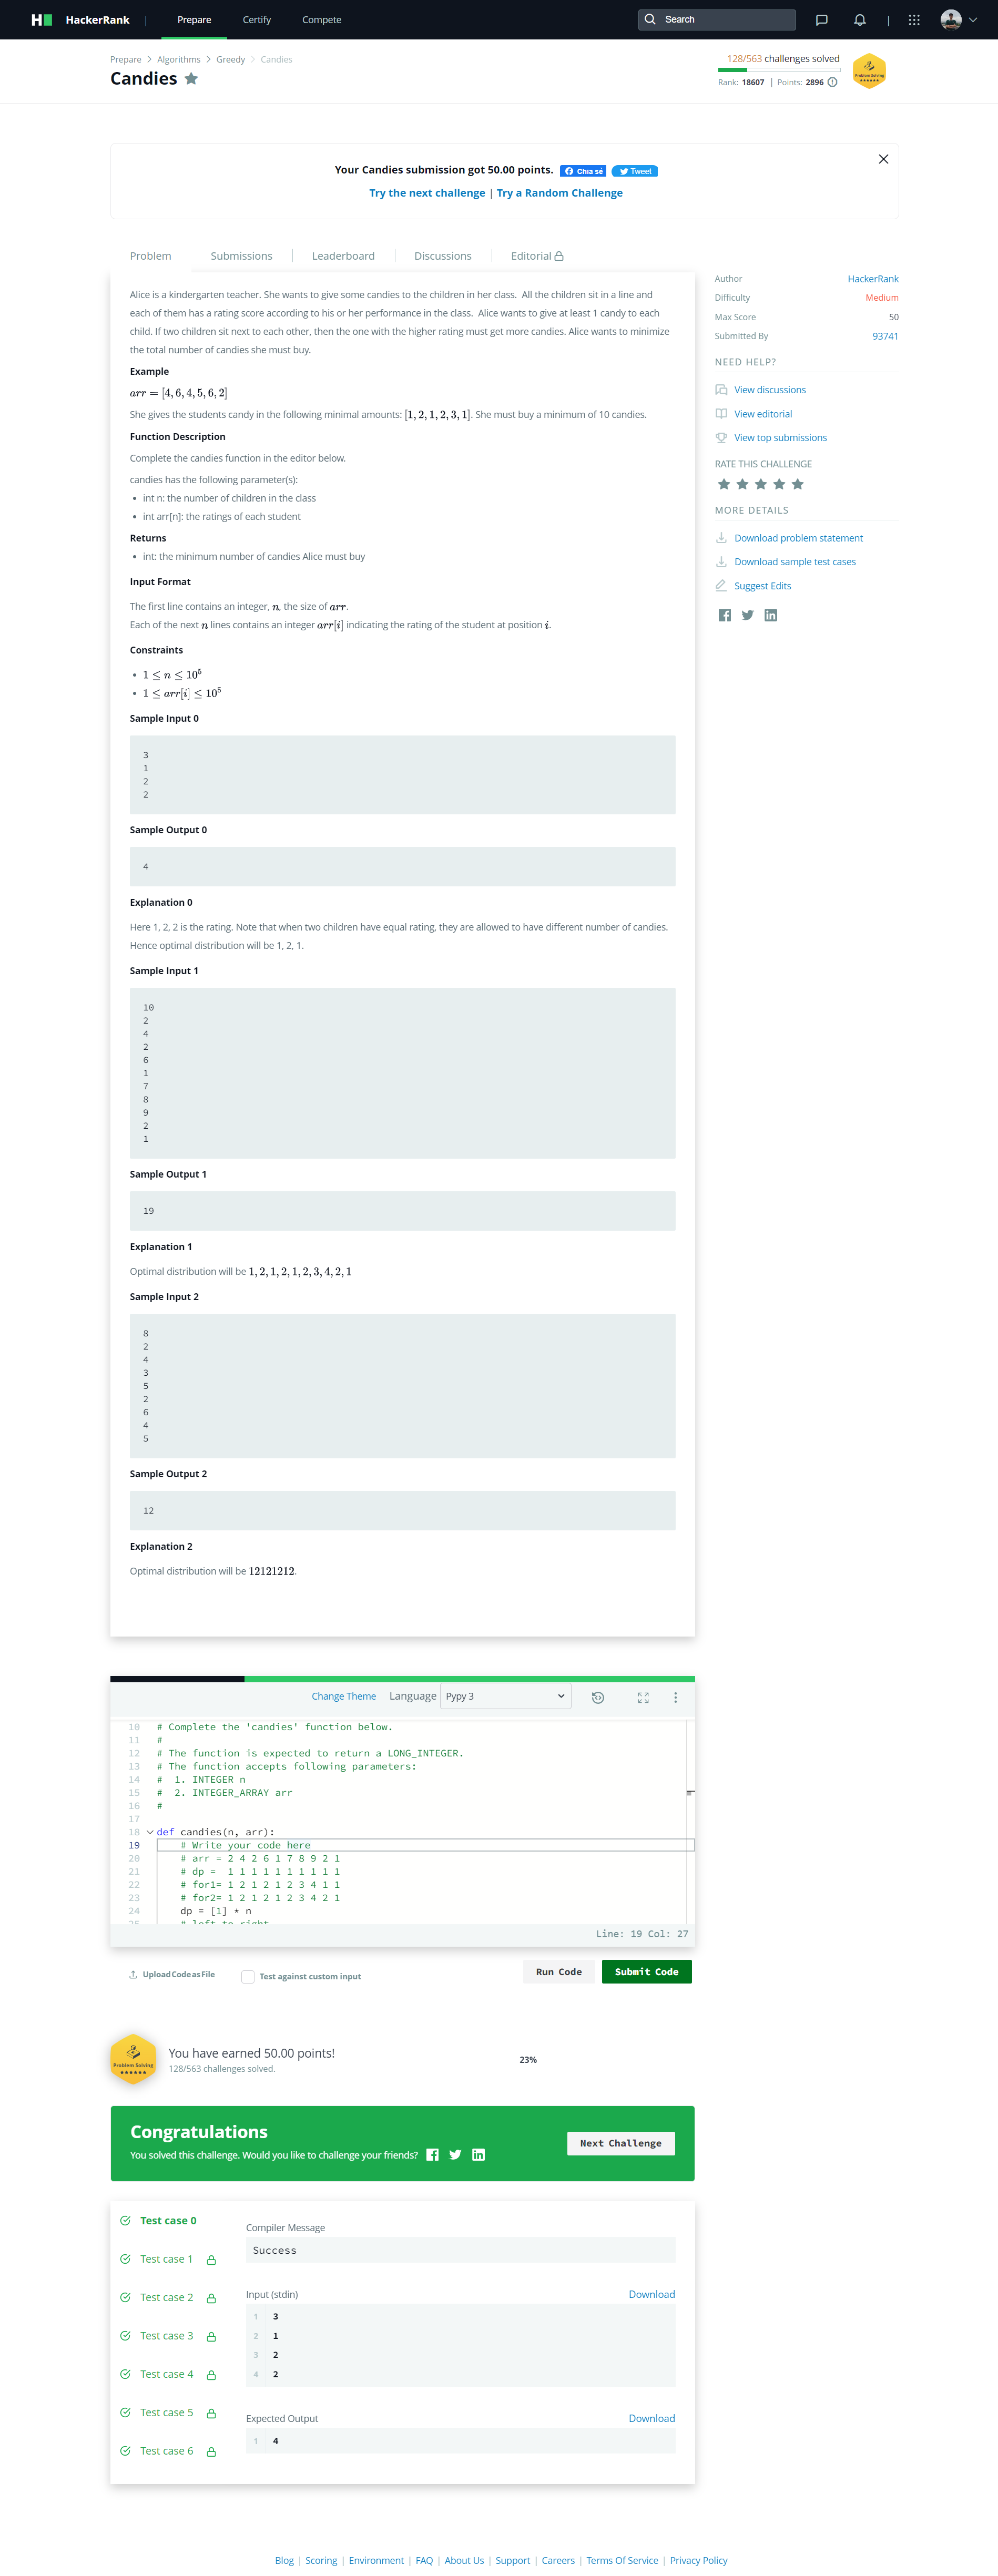 HackerRank | Prepare Certify Compete Search
Prepare > Algorithms > Greedy > Candies
Candies
128/563 challenges solved
Rank: 18607 | Points: 2896
Problem Solving
Your Candies submission got 50.00 points. Chia sẻ Tweet
Try the next challenge | Try a Random Challenge
Problem Submissions Leaderboard Discussions Editorial
Alice is a kindergarten teacher. She wants to give some candies to the children in her class. All the children sit in a line and
each of them has a rating score according to his or her performance in the class. Alice wants to give at least 1 candy to each
child. If two children sit next to each other, then the one with the higher rating must get more candies. Alice wants to minimize
the total number of candies she must buy.
Example
arr = [4, 6, 4, 5, 6, 2]
She gives the students candy in the following minimal amounts: [1, 2, 1, 2, 3, 1]. She must buy a minimum of 10 candies.
Function Description
Complete the candies function in the editor below.
candies has the following parameter(s):
• int n: the number of children in the class
• int arr[n]: the ratings of each student
Returns
• int: the minimum number of candies Alice must buy
Input Format
The first line contains an integer, n, the size of arr.
Each of the next n lines contains an integer arr[i] indicating the rating of the student at position i.
Constraints
• 1 ≤ n ≤ 10⁵
• 1 ≤ arr[i] ≤ 10⁵
Sample Input 0
3
1
2
2
Sample Output 0
4
Explanation 0
Here 1, 2, 2 is the rating. Note that when two children have equal rating, they are allowed to have different number of candies.
Hence optimal distribution will be 1, 2, 1.
Sample Input 1
10
2
4
2
6
1
7
8
9
2
1
Sample Output 1
19
Explanation 1
Optimal distribution will be 1, 2, 1, 2, 1, 2, 3, 4, 2, 1
Sample Input 2
8
2
4
3
5
2
6
4
5
Sample Output 2
12
Explanation 2
Optimal distribution will be 12121212.
Author HackerRank
Difficulty Medium
Max Score 50
Submitted By 93741
NEED HELP?
View discussions
View editorial
View top submissions
RATE THIS CHALLENGE
MORE DETAILS
Download problem statement
Download sample test cases
Suggest Edits
Change Theme Language Pypy 3
10 # Complete the 'candies' function below.
11 #
12 # The function is expected to return a LONG_INTEGER.
13 # The function accepts following parameters:
14 #  1. INTEGER n
15 #  2. INTEGER_ARRAY arr
16 #
17
18 def candies(n, arr):
19     # Write your code here
20     # arr = 2 4 2 6 1 7 8 9 2 1
21     # dp =  1 1 1 1 1 1 1 1 1 1
22     # for1= 1 2 1 2 1 2 3 4 1 1
23     # for2= 1 2 1 2 1 2 3 4 2 1
24     dp = [1] * n
25     # left to right
Line: 19 Col: 27
Upload Code as File Test against custom input Run Code Submit Code
Problem Solving
You have earned 50.00 points!
128/563 challenges solved.
23%
Congratulations
You solved this challenge. Would you like to challenge your friends?
Next Challenge
Test case 0
Test case 1
Test case 2
Test case 3
Test case 4
Test case 5
Test case 6
Compiler Message
Success
Input (stdin) Download
1 3
2 1
3 2
4 2
Expected Output Download
1 4
Blog | Scoring | Environment | FAQ | About Us | Support | Careers | Terms Of Service | Privacy Policy